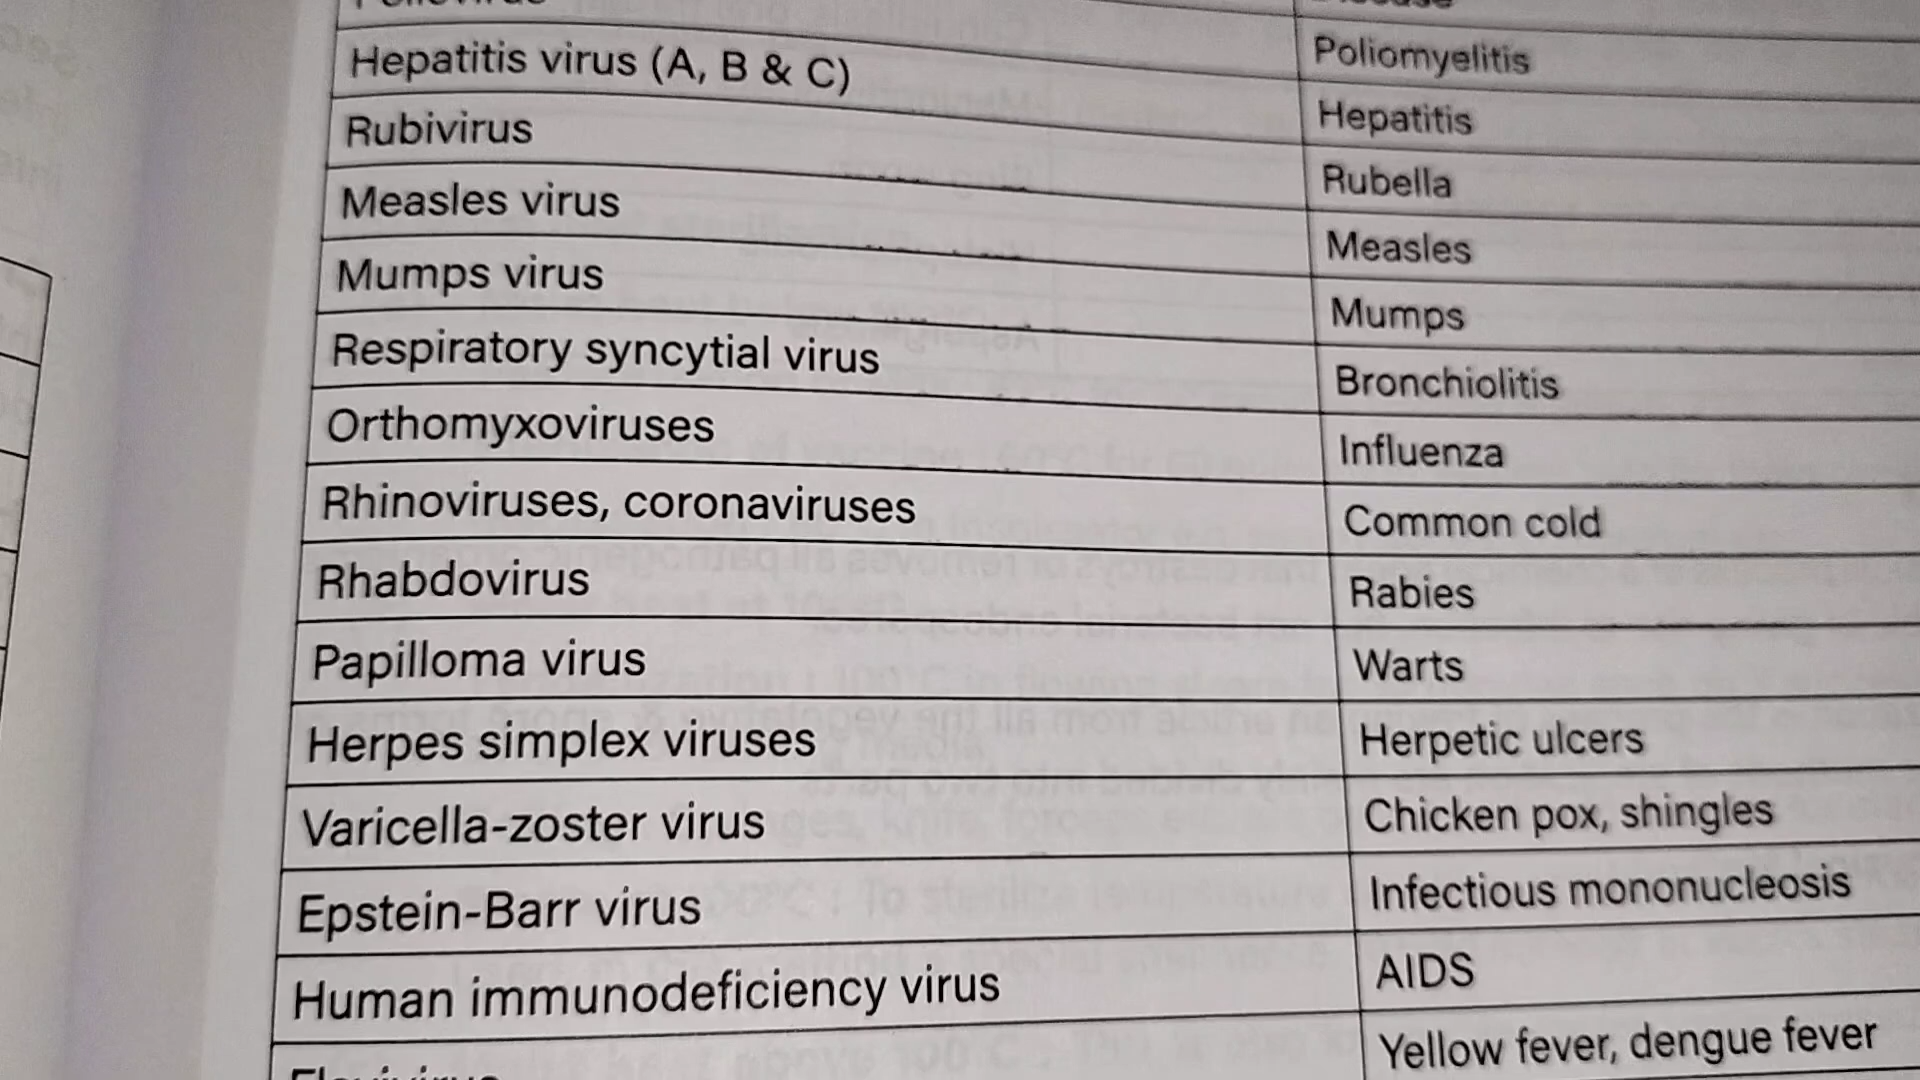 Hepatitis virus (A, B & C) Poliomyelitis
Rubivirus Hepatitis
Measles virus Rubella
Mumps virus Measles
Respiratory syncytial virus Mumps
Orthomyxoviruses Bronchiolitis
Rhinoviruses, coronaviruses Influenza
Rhabdovirus Common cold
Papilloma virus Rabies
Herpes simplex viruses Warts
Varicella-zoster virus Herpetic ulcers
Epstein-Barr virus Chicken pox, shingles
Human immunodeficiency virus Infectious mononucleosis
AIDS
Yellow fever, dengue fever